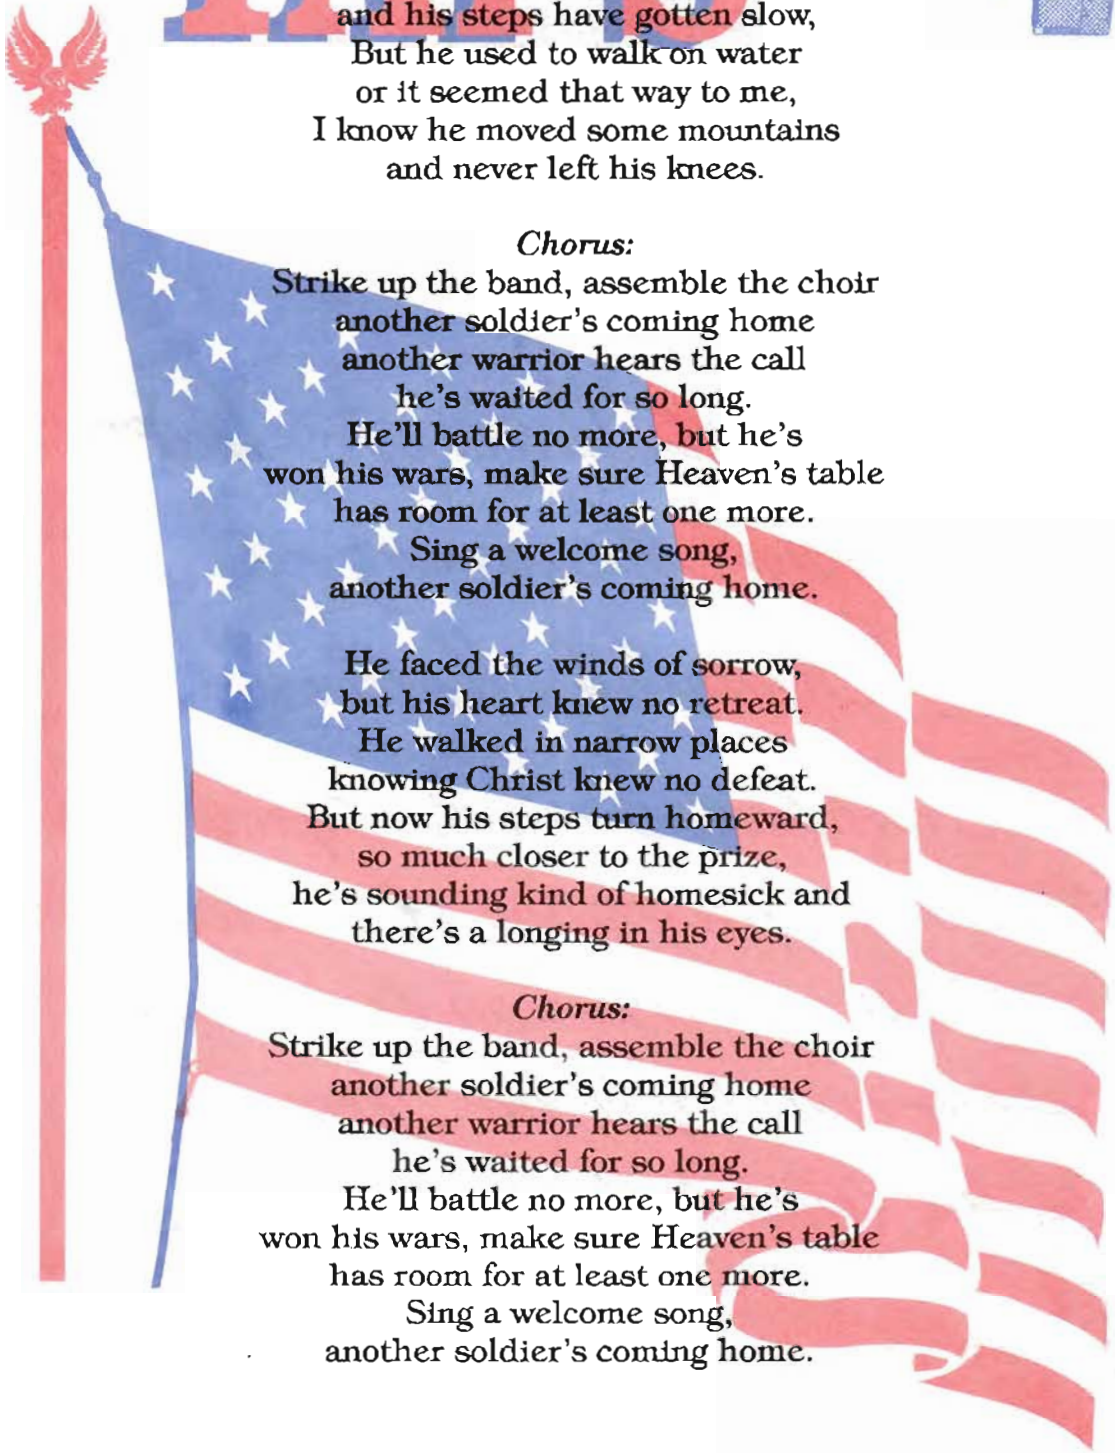 and his steps have gotten slow,
But he used to walk on water
or it seemed that way to me,
I know he moved some mountains
and never left his knees.
Chorus:
Strike up the band, assemble the choir
another soldier's coming home
another warrior hears the call
he's waited for so long.
He'll battle no more, but he's
won his wars, make sure Heaven's table
has room for at least one more.
Sing a welcome song,
another soldier's coming home.
He faced the winds of sorrow,
but his heart knew no retreat.
He walked in narrow places
knowing Christ knew no defeat.
But now his steps turn homeward,
so much closer to the prize,
he's sounding kind of homesick and
there's a longing in his eyes.
Chorus:
Strike up the band, assemble the choir
another soldier's coming home
another warrior hears the call
he's waited for so long.
He'll battle no more, but he's
won his wars, make sure Heaven's table
has room for at least one more.
Sing a welcome song,
another soldier's coming home.